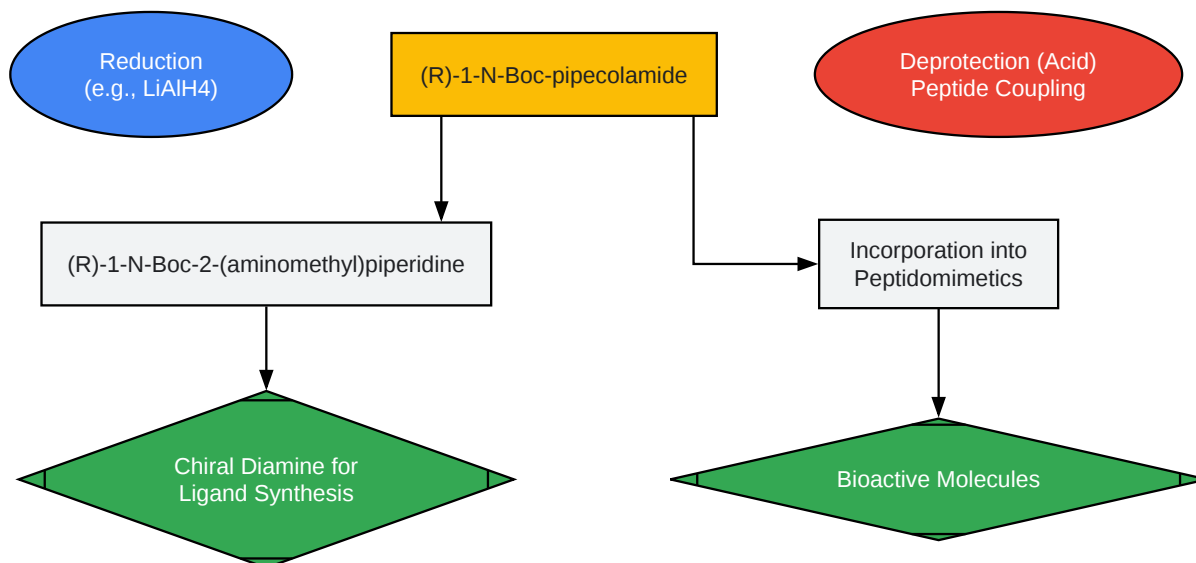 Reduction
(e.g., LiAlH4)
(R)-1-N-Boc-pipecolamide
Deprotection (Acid)
Peptide Coupling
(R)-1-N-Boc-2-(aminomethyl)piperidine
Incorporation into
Peptidomimetics
Chiral Diamine for
Ligand Synthesis
Bioactive Molecules